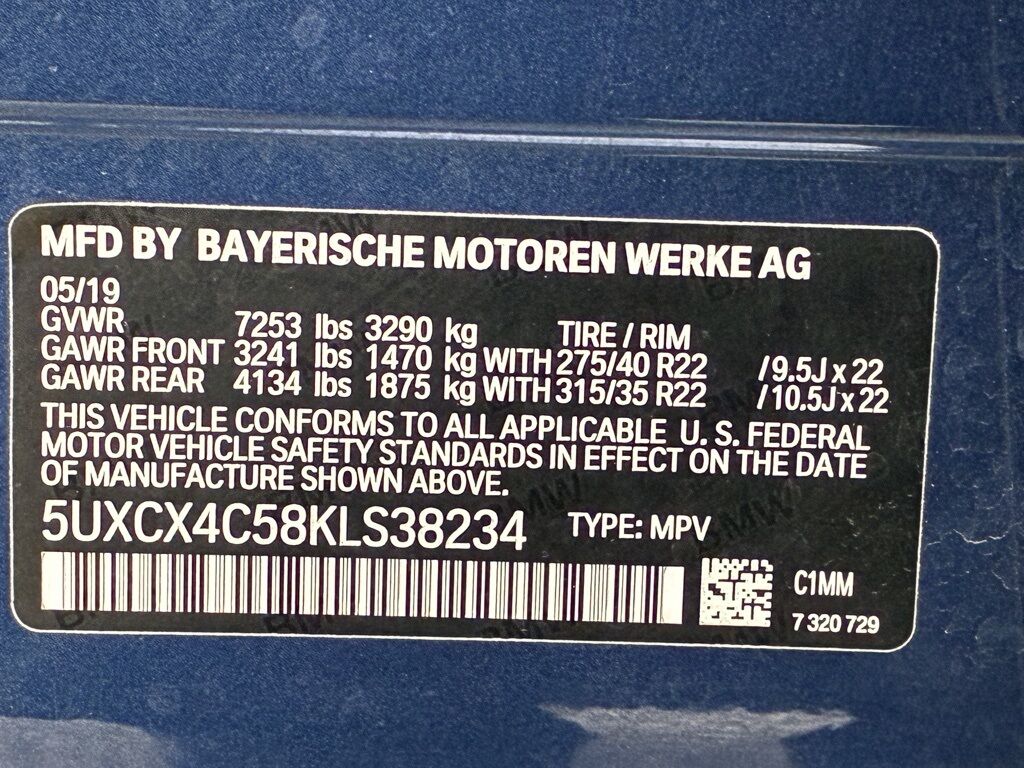 MFD BY BAYERISCHE MOTOREN WERKE AG
05/19
GVWR 7253 lbs 3290 kg TIRE / RIM
GAWR FRONT 3241 lbs 1470 kg WITH 275/40 R22 / 9.5J x 22
GAWR REAR 4134 lbs 1875 kg WITH 315/35 R22 / 10.5J x 22
THIS VEHICLE CONFORMS TO ALL APPLICABLE U. S. FEDERAL
MOTOR VEHICLE SAFETY STANDARDS IN EFFECT ON THE DATE
OF MANUFACTURE SHOWN ABOVE.
5UXCX4C58KLS38234 TYPE: MPV
C1MM
7 320 729